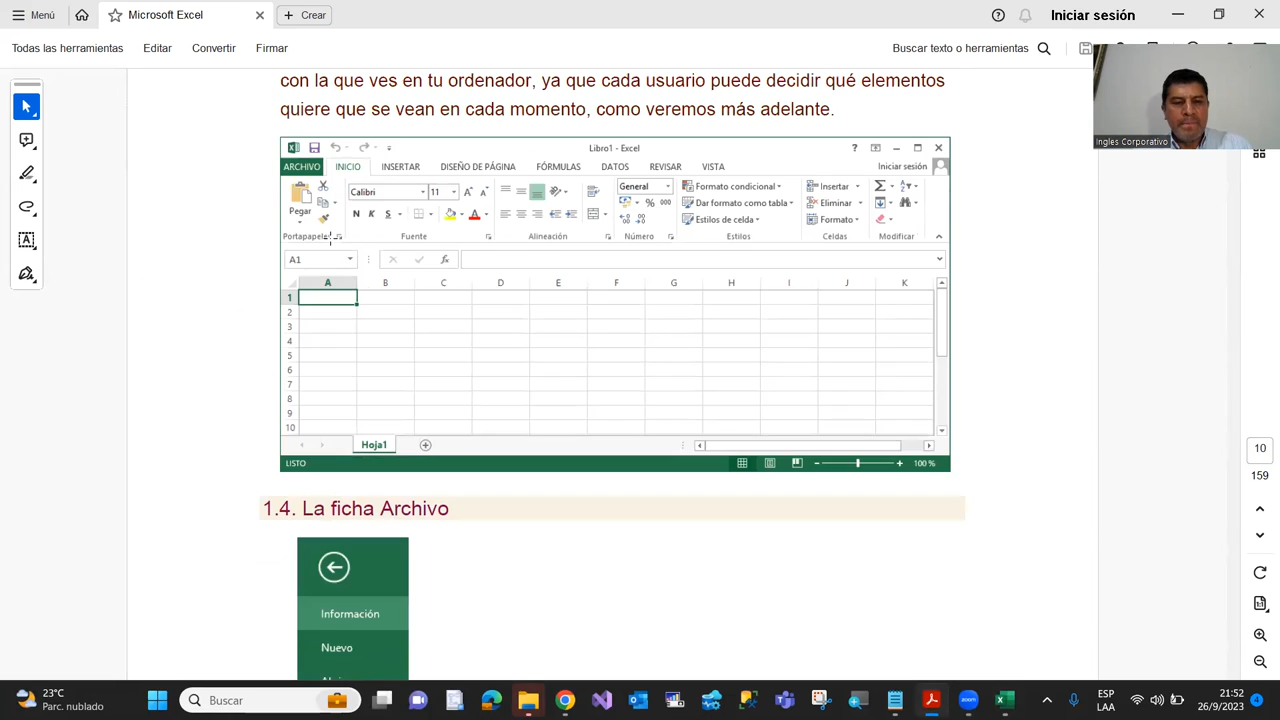 Menú
Microsoft Excel
Crear
Iniciar sesión
Todas las herramientas
Editar
Convertir
Firmar
Buscar texto o herramientas
Ingles Corporativo
con la que ves en tu ordenador, ya que cada usuario puede decidir qué elementos
quiere que se vean en cada momento, como veremos más adelante.
Libro1 - Excel
ARCHIVO INICIO INSERTAR DISEÑO DE PÁGINA FÓRMULAS DATOS REVISAR VISTA Iniciar sesión
Calibri 11 General Formato condicional Insertar
Pegar N K S % 000 Dar formato como tabla Eliminar
Estilos de celda Formato
Portapapeles Fuente Alineación Número Estilos Celdas Modificar
A1 fx
A B C D E F G H I J K
1
2
3
4
5
6
7
8
9
10
Hoja1
LISTO 100 %
1.4. La ficha Archivo
Información
Nuevo
10
159
23°C
Parc. nublado
Buscar
ESP
LAA
21:52
26/9/2023
4